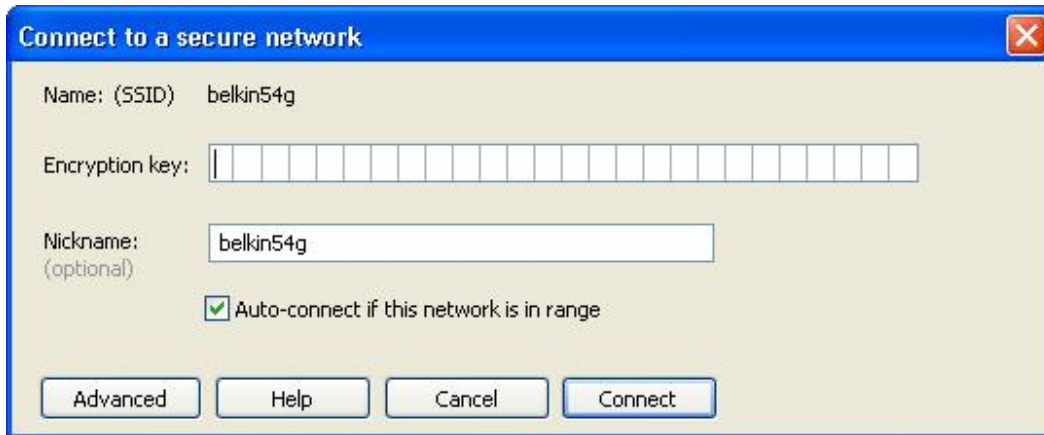 Connect to a secure network
Name: (SSID) belkin54g
Encryption key:
Nickname: belkin54g
(optional)
Auto-connect if this network is in range
Advanced Help Cancel Connect